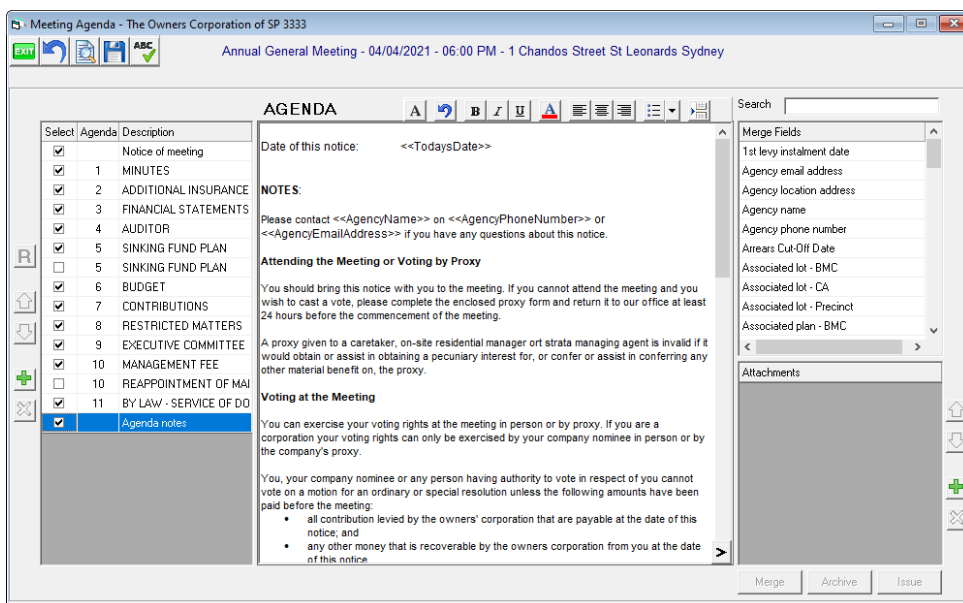 Meeting Agenda - The Owners Corporation of SP 3333
EXIT ABC Annual General Meeting - 04/04/2021 - 06:00 PM - 1 Chandos Street St Leonards Sydney
AGENDA A B I U A
Search
Select Agenda Description
Notice of meeting
1 MINUTES
2 ADDITIONAL INSURANCE
3 FINANCIAL STATEMENTS
4 AUDITOR
5 SINKING FUND PLAN
5 SINKING FUND PLAN
6 BUDGET
7 CONTRIBUTIONS
8 RESTRICTED MATTERS
9 EXECUTIVE COMMITTEE
10 MANAGEMENT FEE
10 REAPPOINTMENT OF MAI
11 BY LAW - SERVICE OF DO
Agenda notes
R
Date of this notice: <<TodaysDate>>
NOTES:
Please contact <<AgencyName>> on <<AgencyPhoneNumber>> or
<<AgencyEmailAddress>> if you have any questions about this notice.
Attending the Meeting or Voting by Proxy
You should bring this notice with you to the meeting. If you cannot attend the meeting and you
wish to cast a vote, please complete the enclosed proxy form and return it to our office at least
24 hours before the commencement of the meeting.
A proxy given to a caretaker, on-site residential manager ort strata managing agent is invalid if it
would obtain or assist in obtaining a pecuniary interest for, or confer or assist in conferring any
other material benefit on, the proxy.
Voting at the Meeting
You can exercise your voting rights at the meeting in person or by proxy. If you are a
corporation your voting rights can only be exercised by your company nominee in person or by
the company's proxy.
You, your company nominee or any person having authority to vote in respect of you cannot
vote on a motion for an ordinary or special resolution unless the following amounts have been
paid before the meeting:
• all contribution levied by the owners' corporation that are payable at the date of this
notice; and
• any other money that is recoverable by the owners corporation from you at the date
of this notice
>
Merge Fields
1st levy instalment date
Agency email address
Agency location address
Agency name
Agency phone number
Arrears Cut-Off Date
Associated lot - BMC
Associated lot - CA
Associated lot - Precinct
Associated plan - BMC
Attachments
Merge Archive Issue